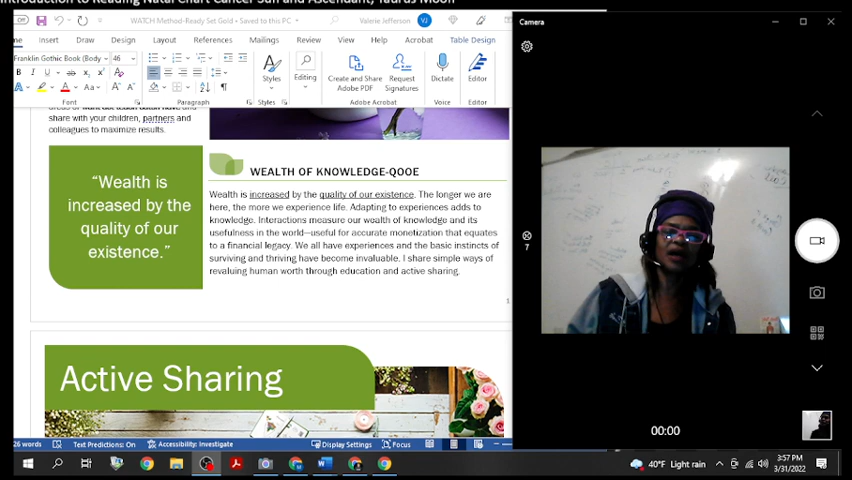 Introduction to Reading Natal Chart Cancer Sun and Ascendant, Taurus Moon
WATCH Method-Ready Set Gold • Saved to this PC
Valerie Jefferson
VJ
Insert
Draw
Design
Layout
References
Mailings
Review
View
Help
Acrobat
Table Design
Franklin Gothic Book (Body
46
Styles
Editing
Create and Share
Adobe PDF
Request
Signatures
Dictate
Editor
Font
Paragraph
Styles
Adobe Acrobat
Voice
Editor
share with your children, partners and
colleagues to maximize results.
“Wealth is
increased by the
quality of our
existence.”
WEALTH OF KNOWLEDGE-QOOE
Wealth is increased by the quality of our existence. The longer we are
here, the more we experience life. Adapting to experiences adds to
knowledge. Interactions measure our wealth of knowledge and its
usefulness in the world—useful for accurate monetization that equates
to a financial legacy. We all have experiences and the basic instincts of
surviving and thriving have become invaluable. I share simple ways of
revaluing human worth through education and active sharing.
1
Active Sharing
26 words
Text Predictions: On
Accessibility: Investigate
Display Settings
Focus
Camera
7
00:00
40°F Light rain
3:57 PM
3/31/2022